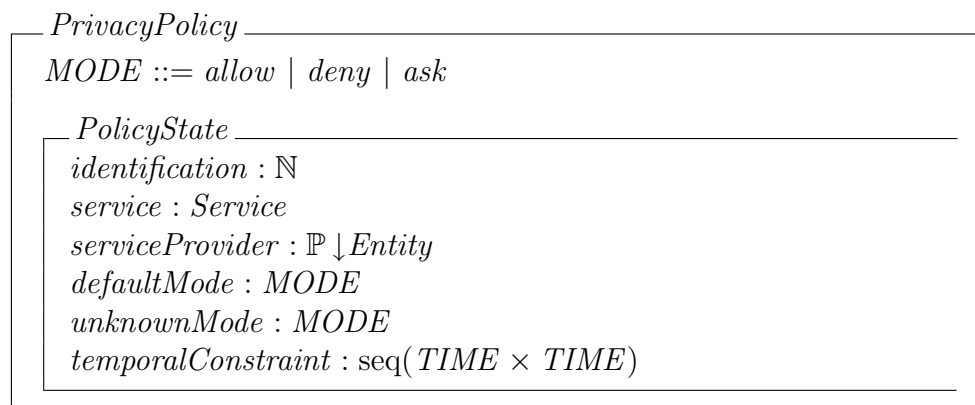 PrivacyPolicy
MODE ::= allow | deny | ask
PolicyState
identification : ℕ
service : Service
serviceProvider : ℙ ↓Entity
defaultMode : MODE
unknownMode : MODE
temporalConstraint : seq(TIME × TIME)